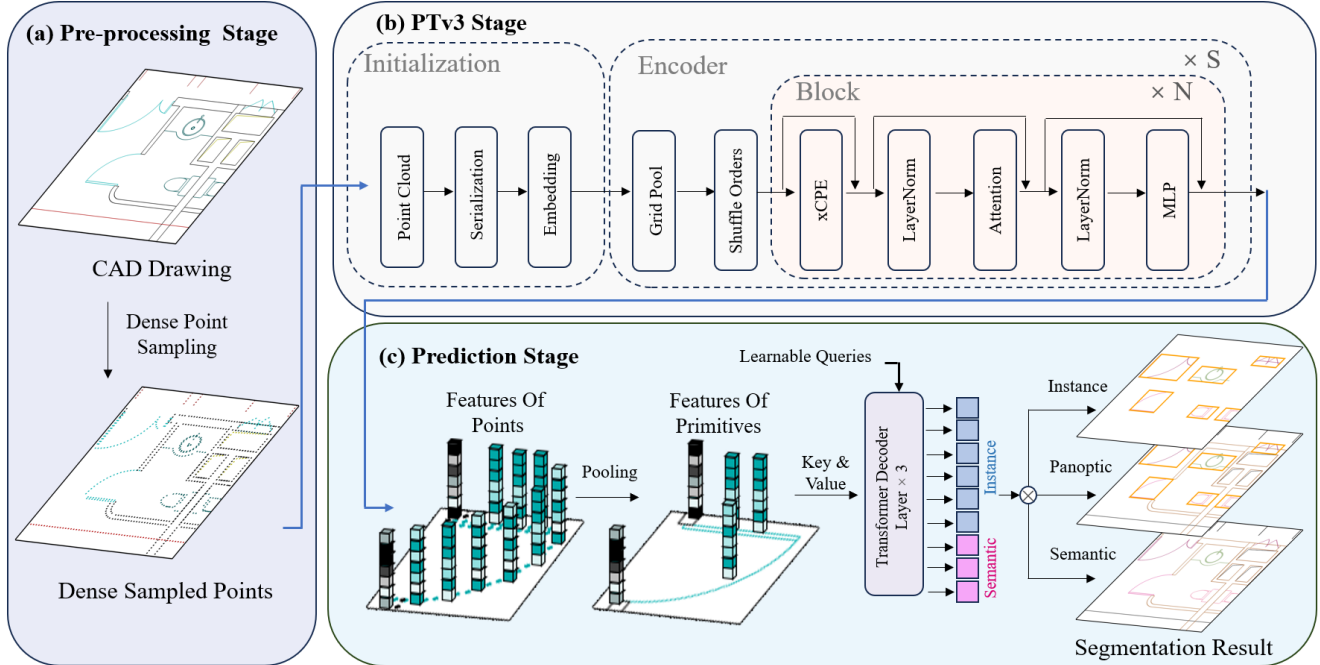 (a) Pre-processing Stage
CAD Drawing
Dense Point
Sampling
Dense Sampled Points
(b) PTv3 Stage
Initialization
Encoder
× S
Block
× N
Point Cloud
Serialization
Embedding
Grid Pool
Shuffle Orders
xCPE
LayerNorm
Attention
LayerNorm
MLP
(c) Prediction Stage
Learnable Queries
Features Of
Points
Pooling
Features Of
Primitives
Key &
Value
Transformer Decoder
Layer × 3
Instance
Semantic
Instance
Panoptic
Semantic
Segmentation Result